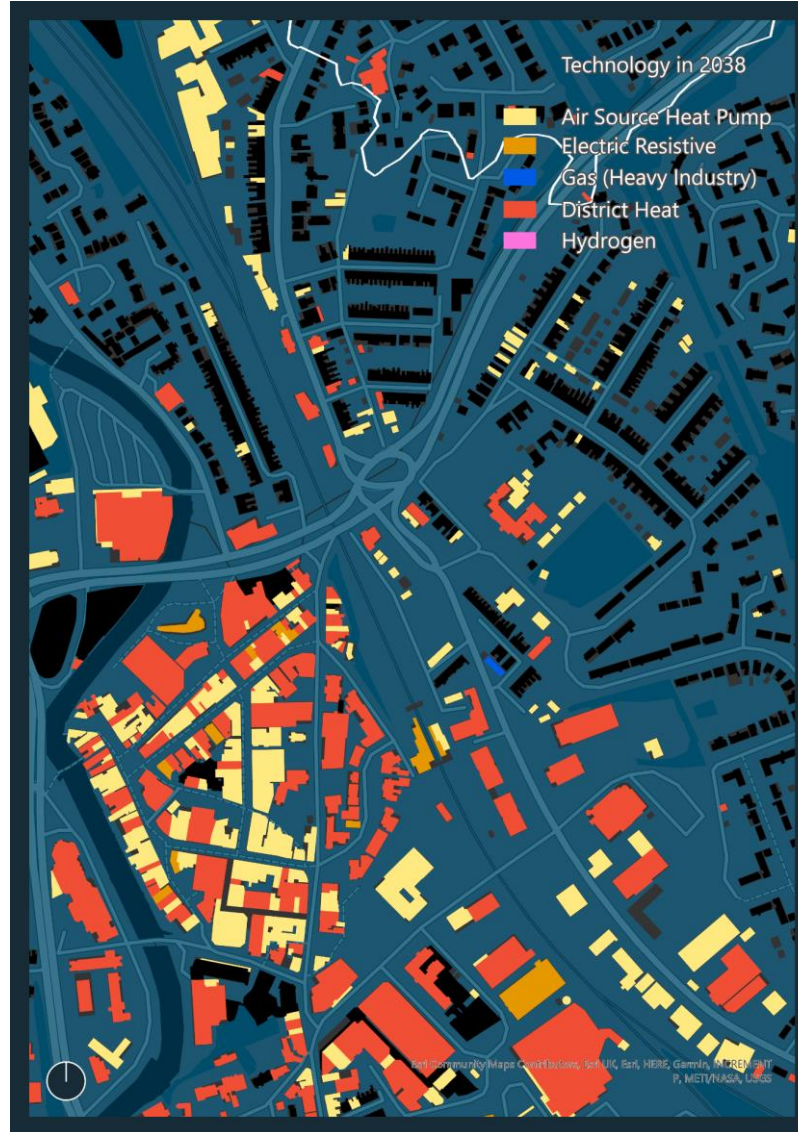 Technology in 2038
Air Source Heat Pump
Electric Resistive
Gas (Heavy Industry)
District Heat
Hydrogen
Esri Community Maps Contributors, Esri UK, Esri, HERE, Garmin, INCREMENT
P, METI/NASA, USGS